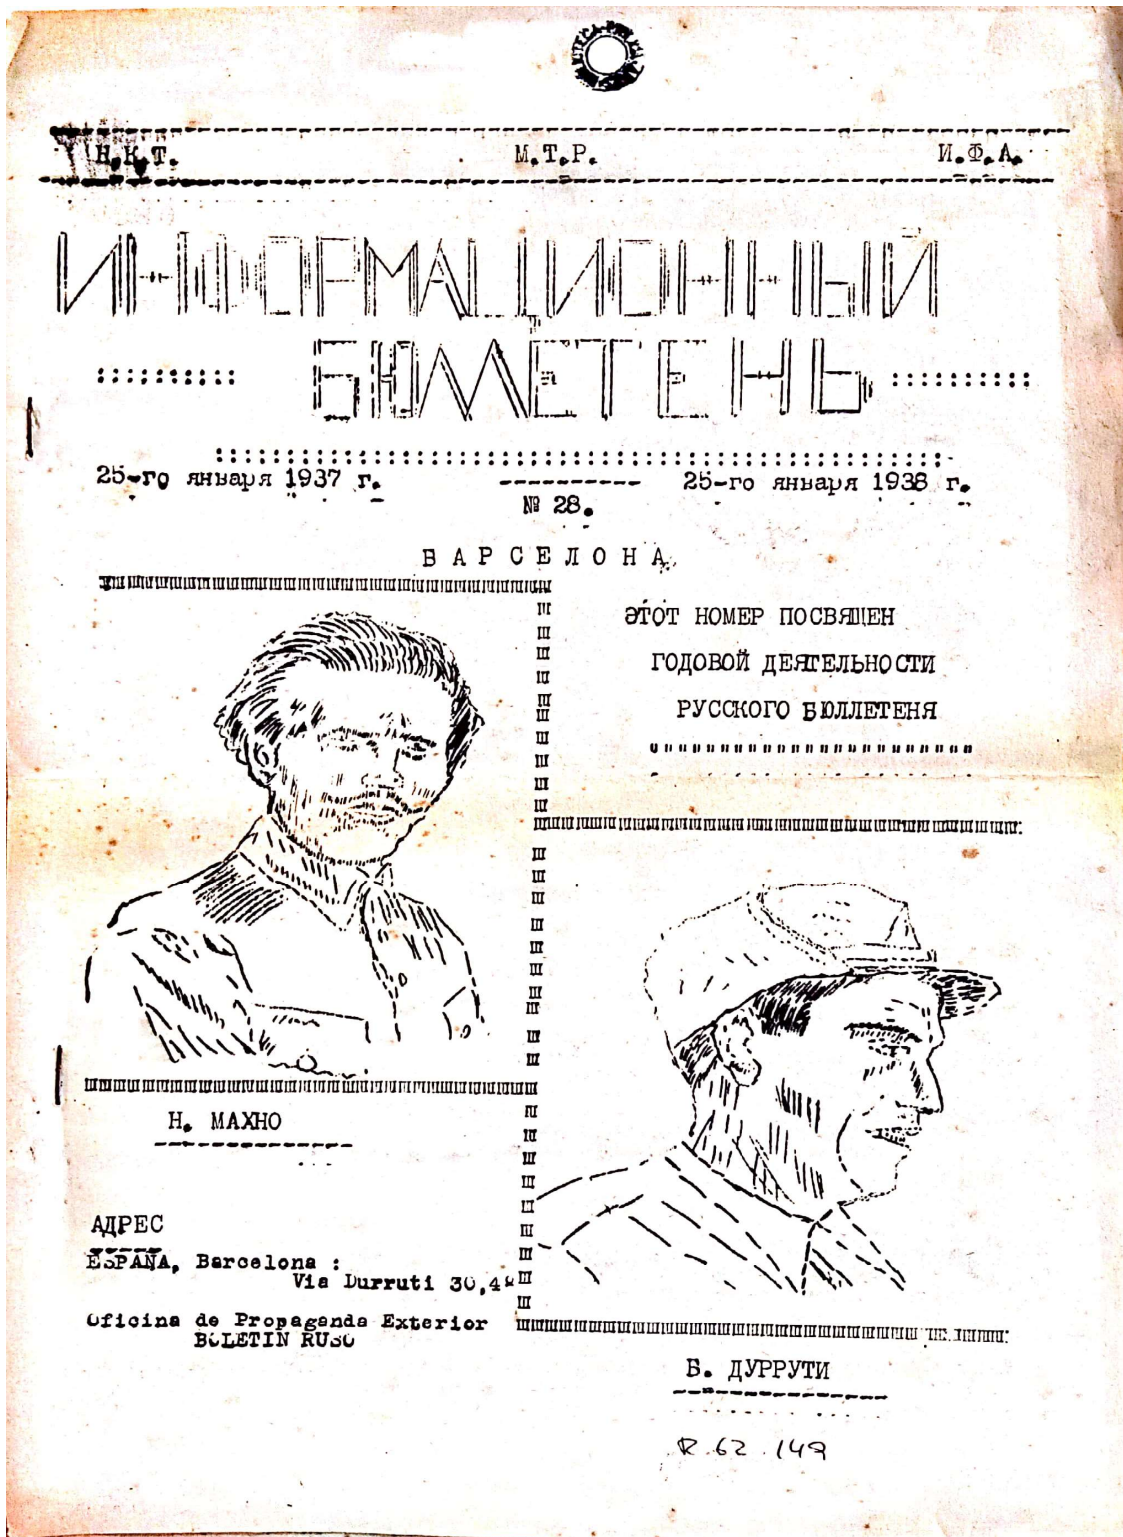 Н.К.Т. М.Т.Р. И.Ф.А.
ИНФОРМАЦИОННЫЙ
БЮЛЛЕТЕНЬ
25-го января 1937 г. 25-го января 1938 г.
№ 28.
БАРСЕЛОНА
ЭТОТ НОМЕР ПОСВЯЩЕН
ГОДОВОЙ ДЕЯТЕЛЬНОСТИ
РУССКОГО БЮЛЛЕТЕНЯ
Н. МАХНО
АДРЕС
ESPAÑA, Barcelona :
Via Durruti 30,4º
Oficina de Propaganda Exterior
BOLETIN RUSO
Б. ДУРРУТИ
R.62.149